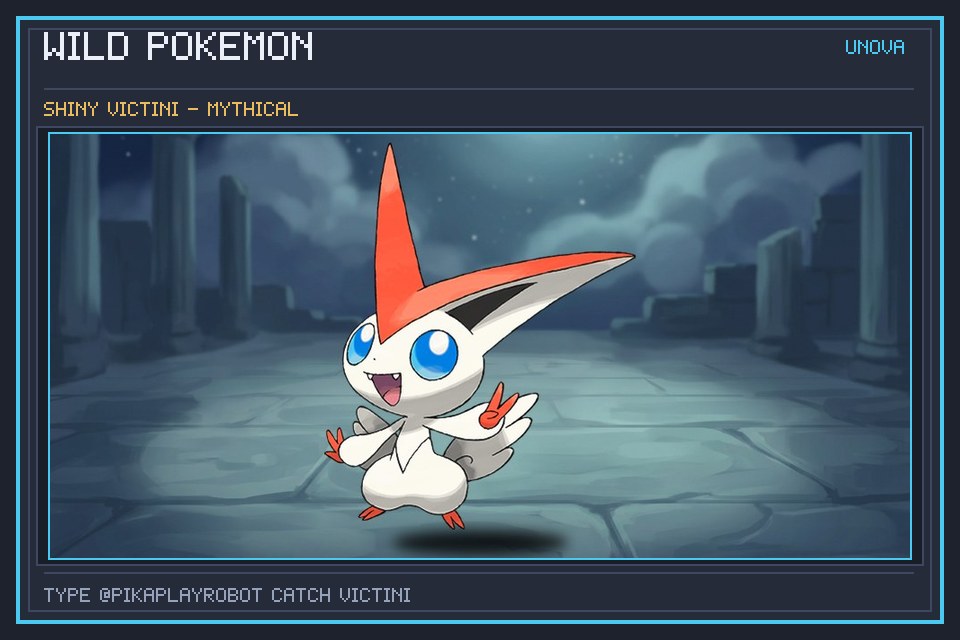 WILD POKEMON
UNOVA
SHINY VICTINI - MYTHICAL
TYPE @PIKAPLAYROBOT CATCH VICTINI